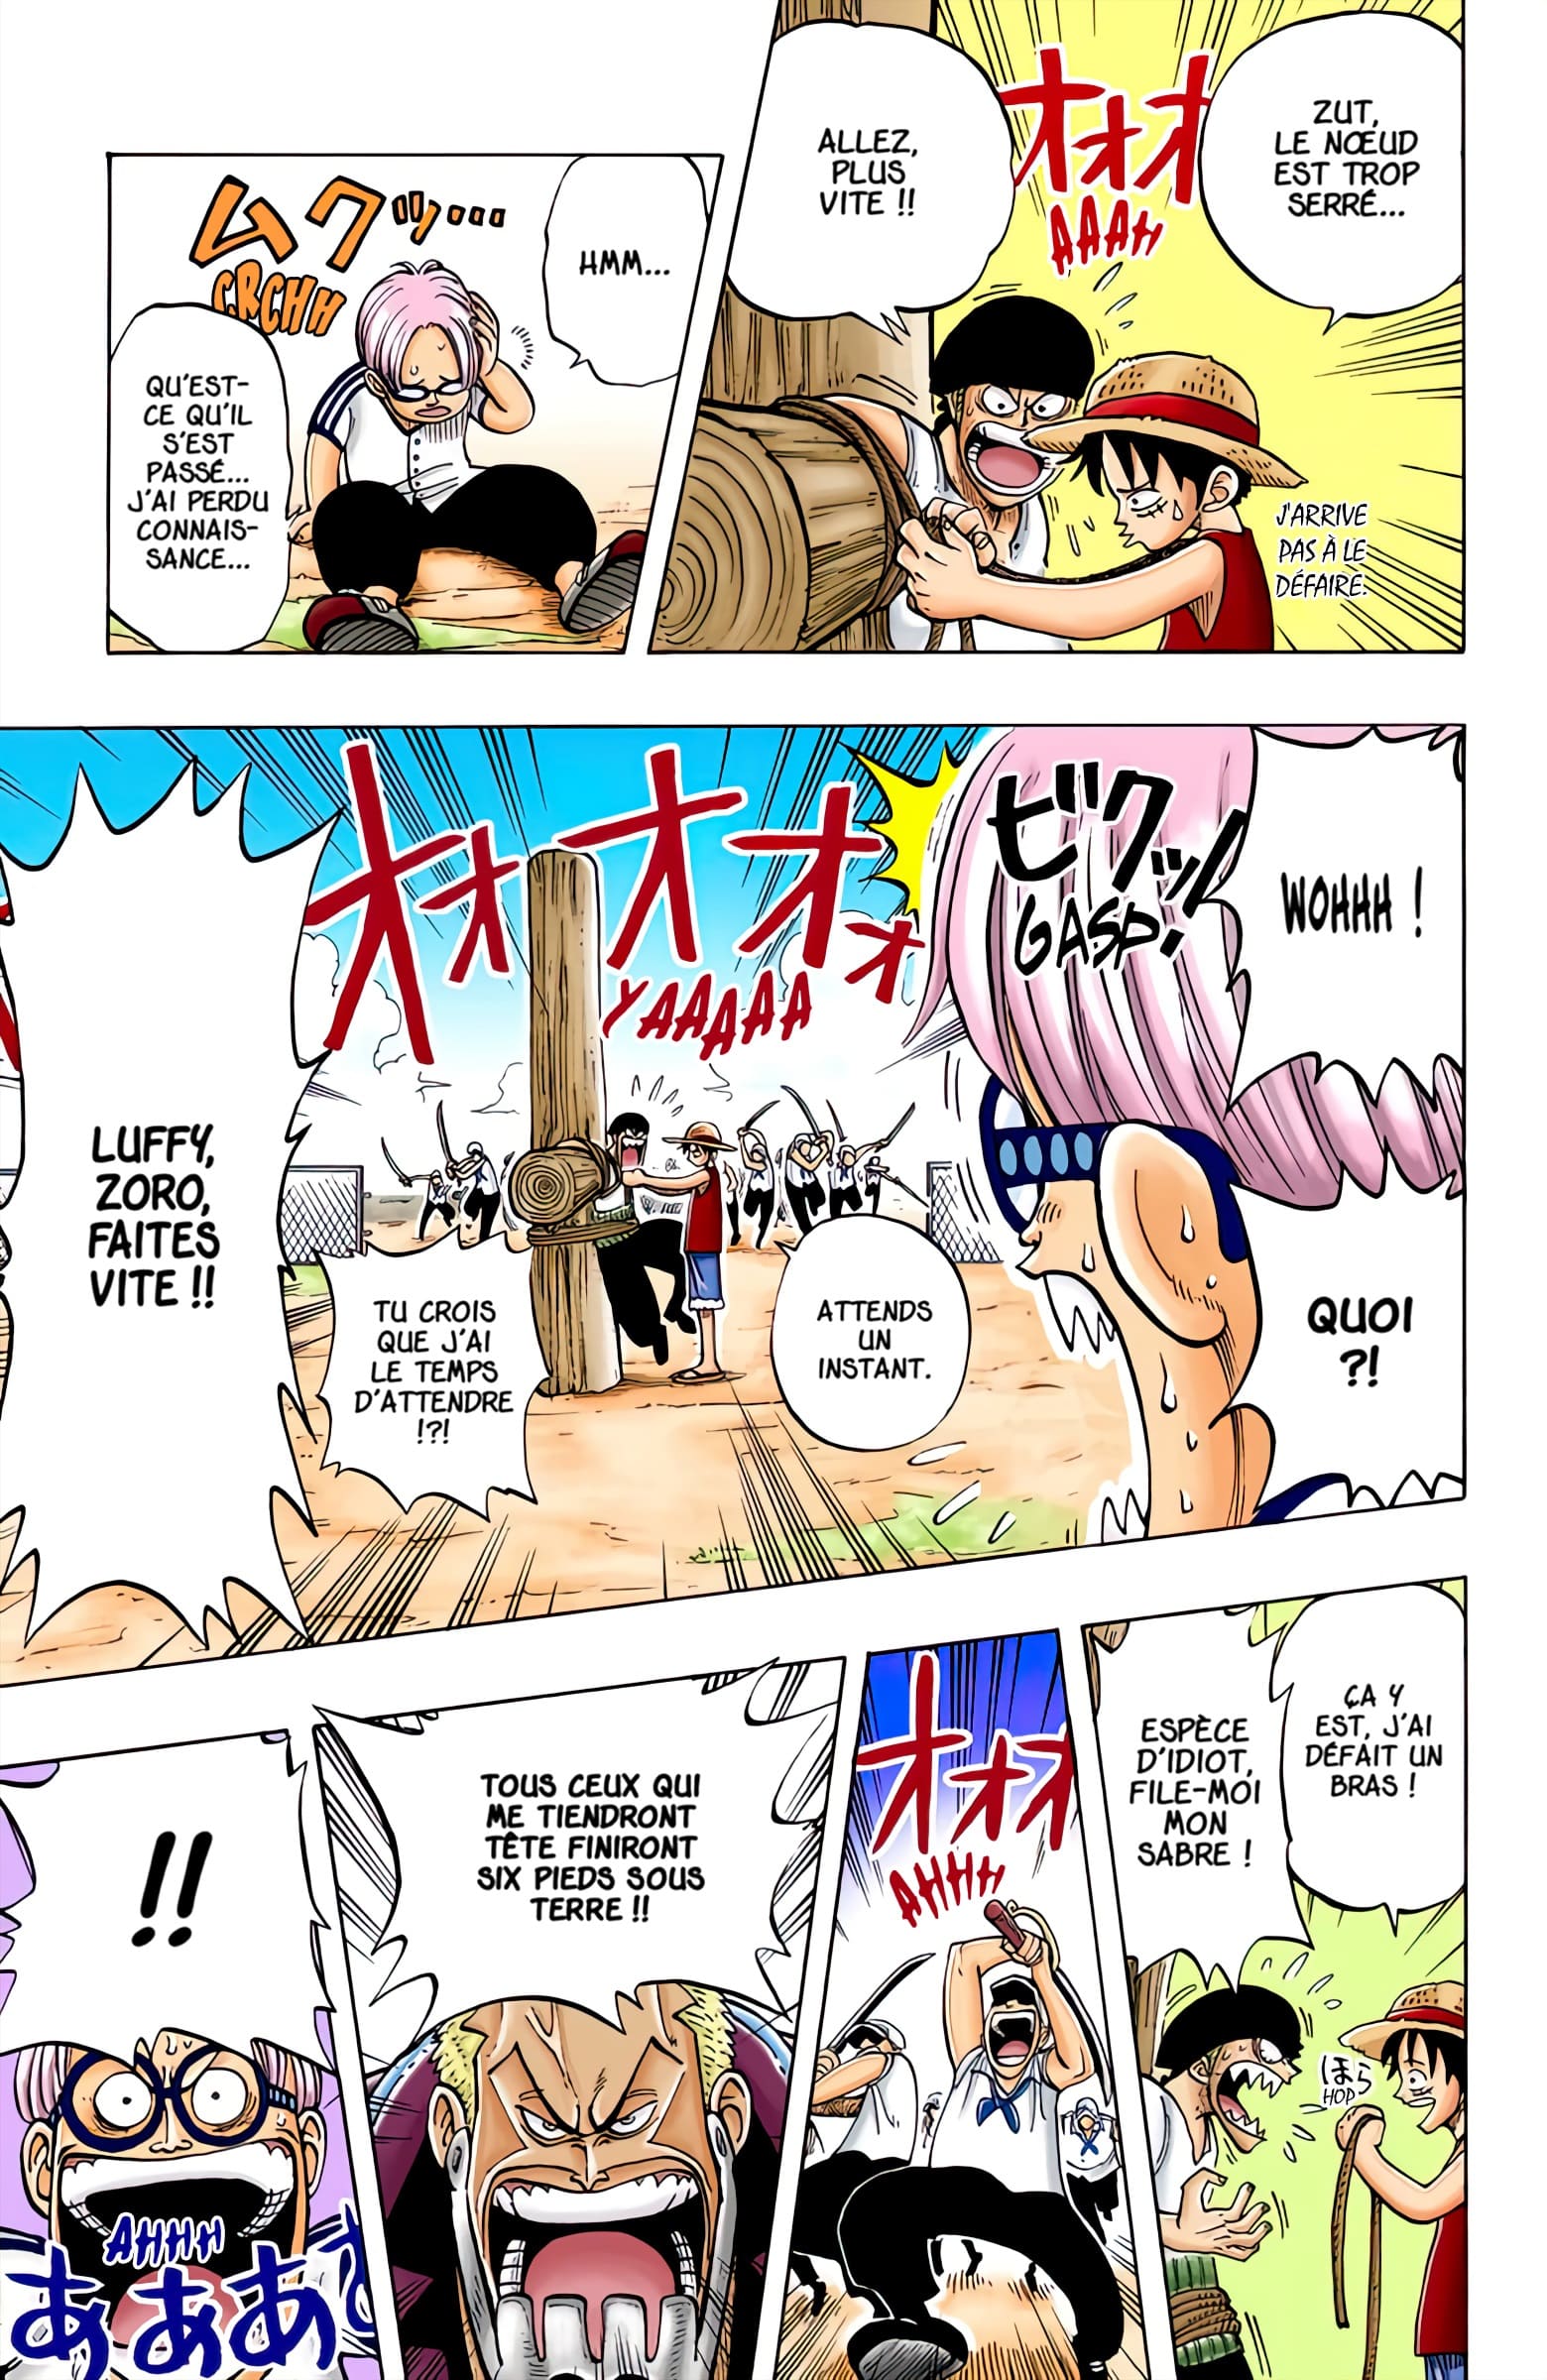 ZUT,
LE NŒUD
EST TROP
SERRÉ...
オオオ
AAAH
ALLEZ,
PLUS
VITE !!
J'ARRIVE
PAS À LE
DÉFAIRE.
HMM...
ムクッ...
CRCHH
QU'EST-
CE QU'IL
S'EST
PASSÉ...
J'AI PERDU
CONNAIS-
SANCE...
WOHHH !
QUOI
?!
ビクッ
GASP!
オオオオォ
YAAAAAA
ATTENDS
UN
INSTANT.
TU CROIS
QUE J'AI
LE TEMPS
D'ATTENDRE
!?!
LUFFY,
ZORO,
FAITES
VITE !!
ÇA Y
EST, J'AI
DÉFAIT UN
BRAS !
ESPÈCE
D'IDIOT,
FILE-MOI
MON
SABRE !
ほら
HOP
オオオ
AHHH
TOUS CEUX QUI
ME TIENDRONT
TÊTE FINIRONT
SIX PIEDS SOUS
TERRE !!
!!
AHHH
ああああ